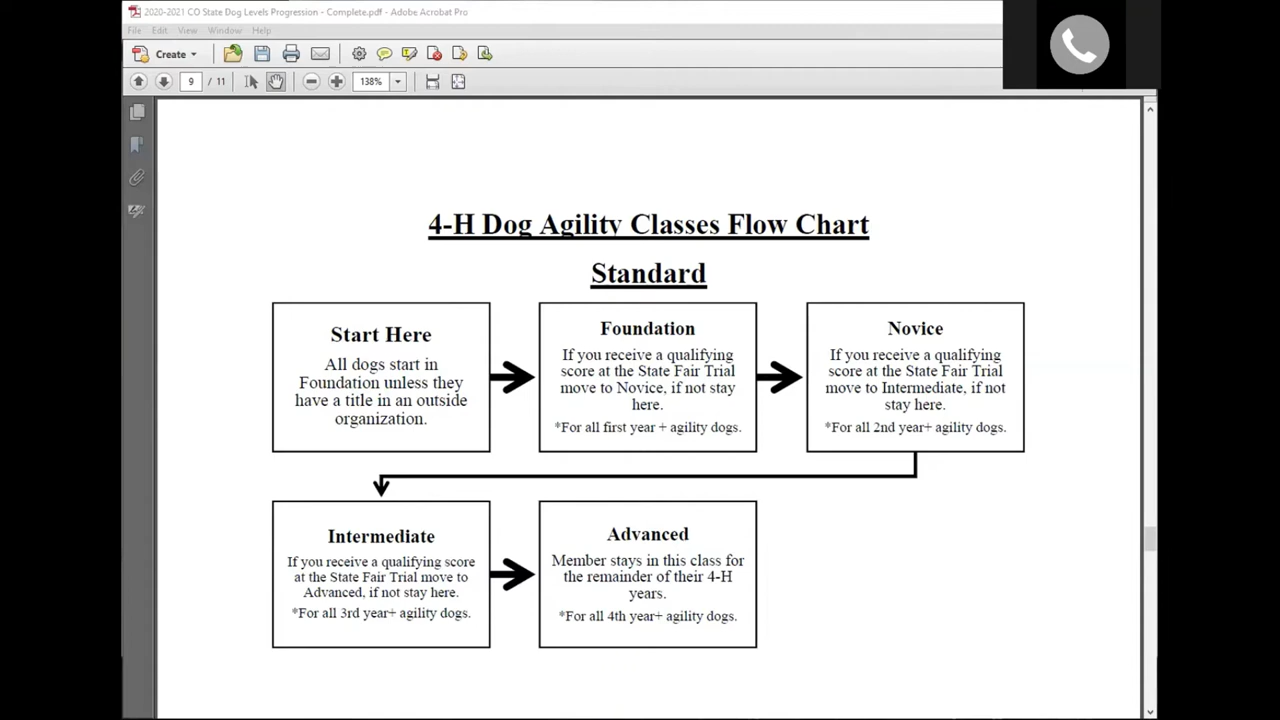 2020-2021 CO State Dog Levels Progression - Complete.pdf - Adobe Acrobat Pro
File Edit View Window Help
Create
9 / 11 138%
4-H Dog Agility Classes Flow Chart
Standard
Start Here
All dogs start in
Foundation unless they
have a title in an outside
organization.
Foundation
If you receive a qualifying
score at the State Fair Trial
move to Novice, if not stay
here.
*For all first year + agility dogs.
Novice
If you receive a qualifying
score at the State Fair Trial
move to Intermediate, if not
stay here.
*For all 2nd year+ agility dogs.
Intermediate
If you receive a qualifying score
at the State Fair Trial move to
Advanced, if not stay here.
*For all 3rd year+ agility dogs.
Advanced
Member stays in this class for
the remainder of their 4-H
years.
*For all 4th year+ agility dogs.